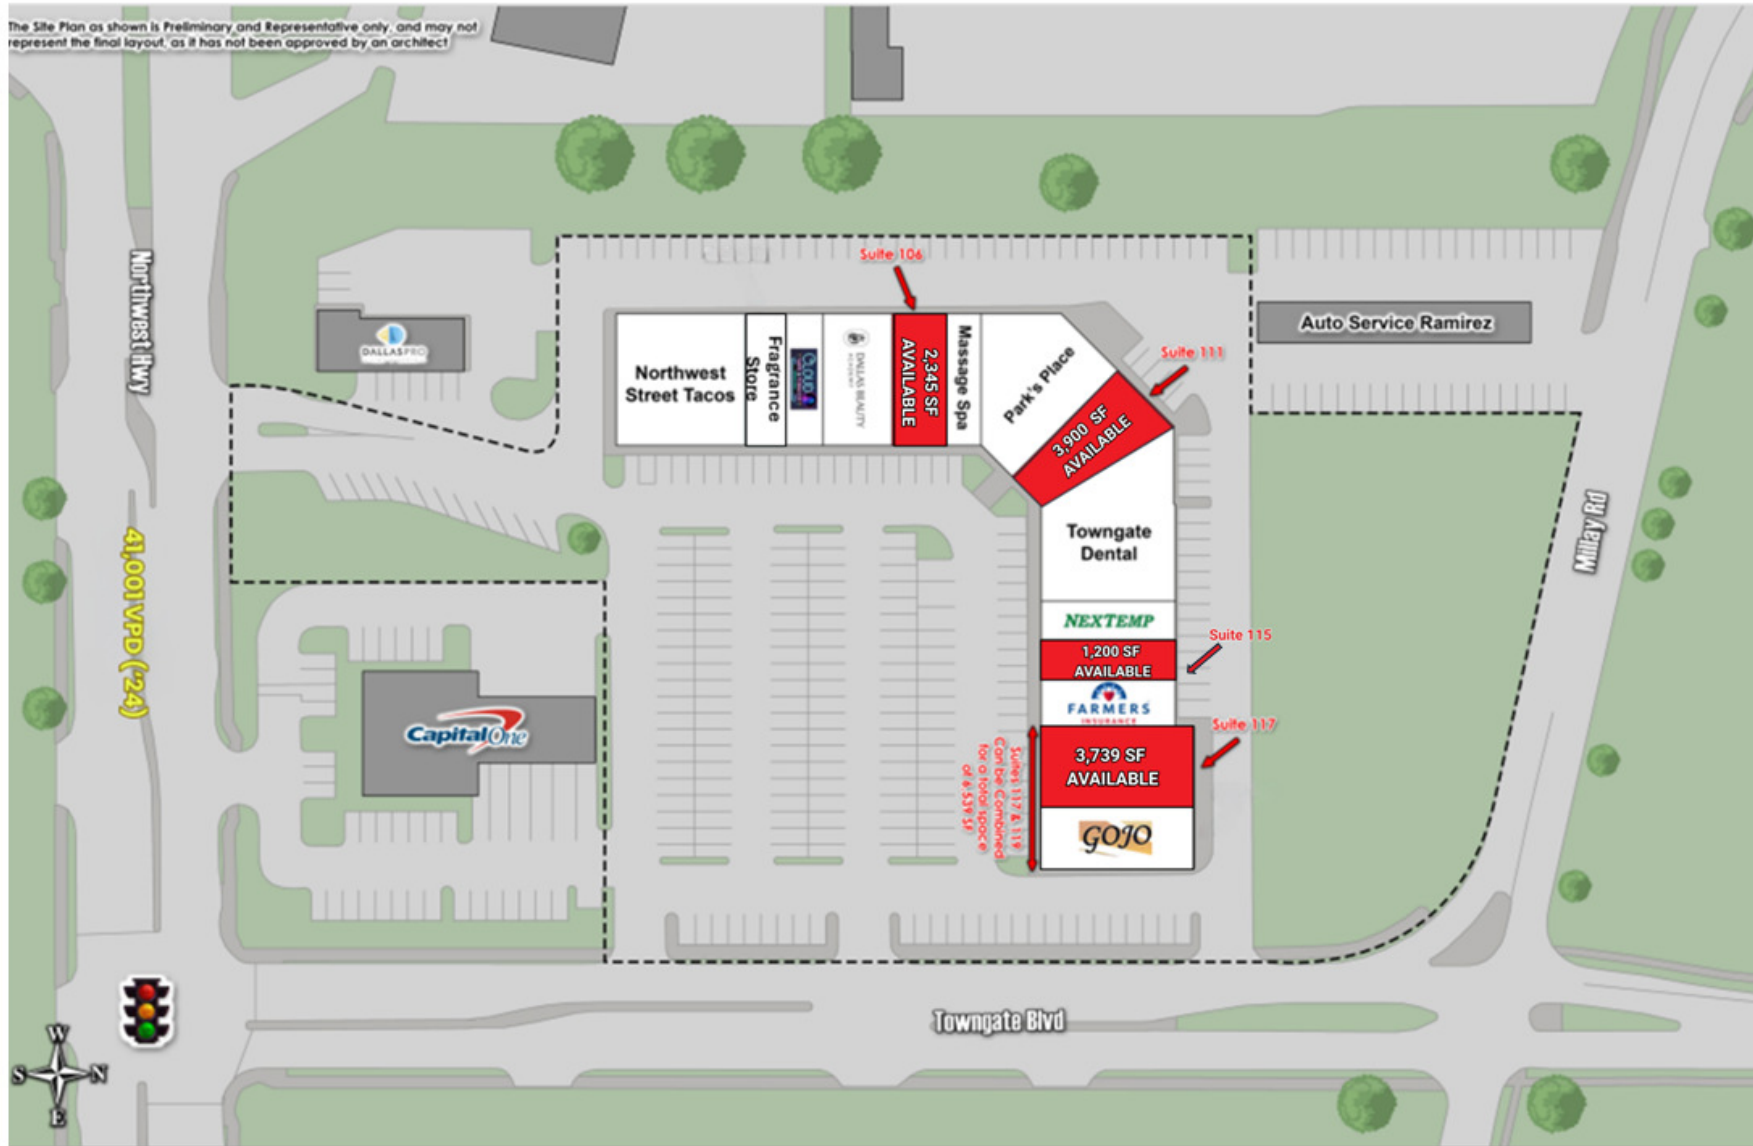 The Site Plan as shown is Preliminary and Representative only, and may not
represent the final layout, as it has not been approved by an architect
Northwest Hwy
41,001 VPD ('24)
DALLASPRO
Suite 106
Northwest
Street Tacos
Fragrance
Store
CLOUD
DALLAS BEAUTY
ACADEMY
2,345 SF
AVAILABLE
Massage Spa
Park's Place
Suite 111
3,900 SF
AVAILABLE
Auto Service Ramirez
Towngate
Dental
NEXTEMP
Suite 115
1,200 SF
AVAILABLE
FARMERS
INSURANCE
Suite 117
3,739 SF
AVAILABLE
Suites 117 & 119
Can be Combined
for a total space
of 6,539 SF
GOJO
Capital One
Millay Rd
Towngate Blvd
W
S
N
E